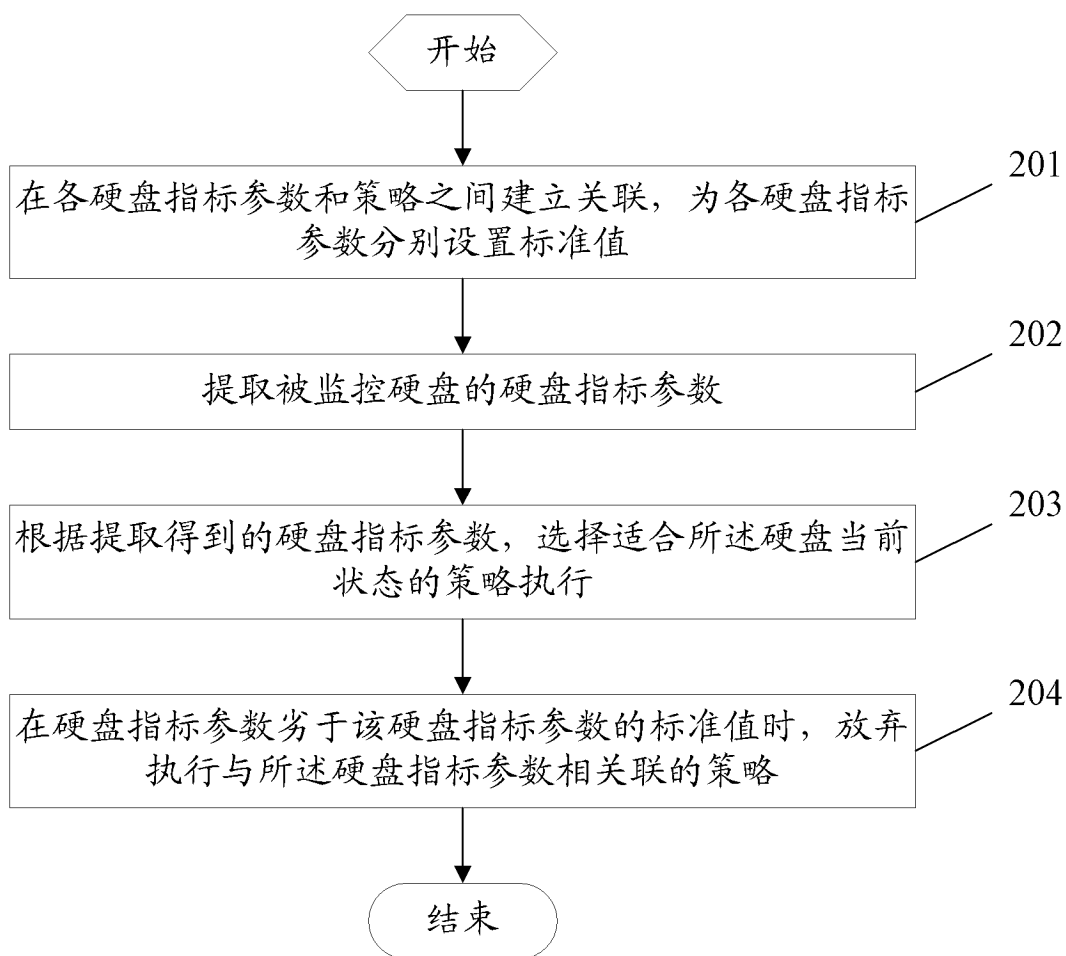 开始
201
在各硬盘指标参数和策略之间建立关联，为各硬盘指标
参数分别设置标准值
202
提取被监控硬盘的硬盘指标参数
203
根据提取得到的硬盘指标参数，选择适合所述硬盘当前
状态的策略执行
204
在硬盘指标参数劣于该硬盘指标参数的标准值时，放弃
执行与所述硬盘指标参数相关联的策略
结束